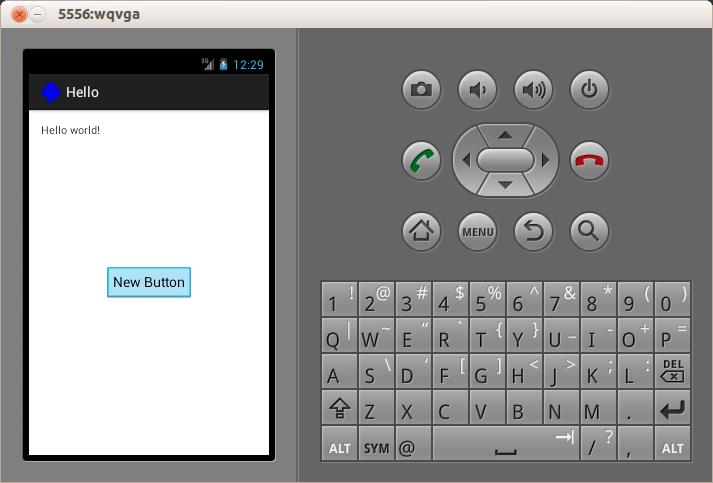 5556:wqvga
3G 12:29
Hello
Hello world!
New Button
MENU
1 ! 2 @ 3 # 4 $ 5 % 6 ^ 7 & 8 * 9 ( 0 )
Q | W ~ E “ R ` T { Y } U _ I - O + P =
A S \ D ‘ F [ G ] H < J > K ; L : DEL
Z X C V B N M .
ALT SYM @ / ? , ALT